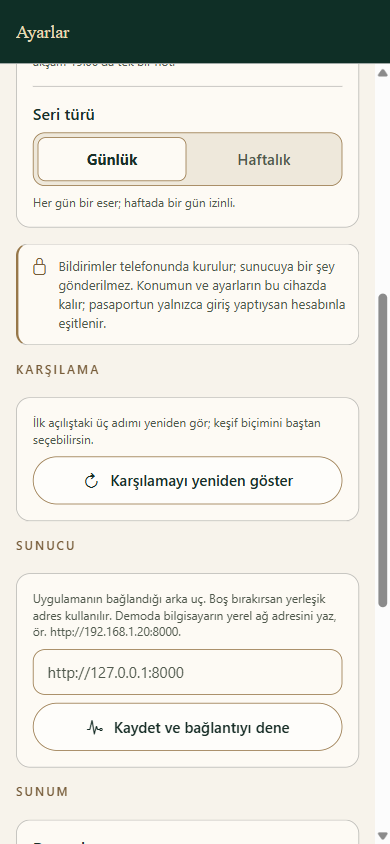 Ayarlar
Seri türü
Günlük
Haftalık
Her gün bir eser; haftada bir gün izinli.
Bildirimler telefonunda kurulur; sunucuya bir şey
gönderilmez. Konumun ve ayarların bu cihazda
kalır; pasaportun yalnızca giriş yaptıysan hesabınla
eşitlenir.
KARŞILAMA
İlk açılıştaki üç adımı yeniden gör; keşif biçimini baştan
seçebilirsin.
Karşılamayı yeniden göster
SUNUCU
Uygulamanın bağlandığı arka uç. Boş bırakırsan yerleşik
adres kullanılır. Demoda bilgisayarın yerel ağ adresini yaz,
ör. http://192.168.1.20:8000.
http://127.0.0.1:8000
Kaydet ve bağlantıyı dene
SUNUM